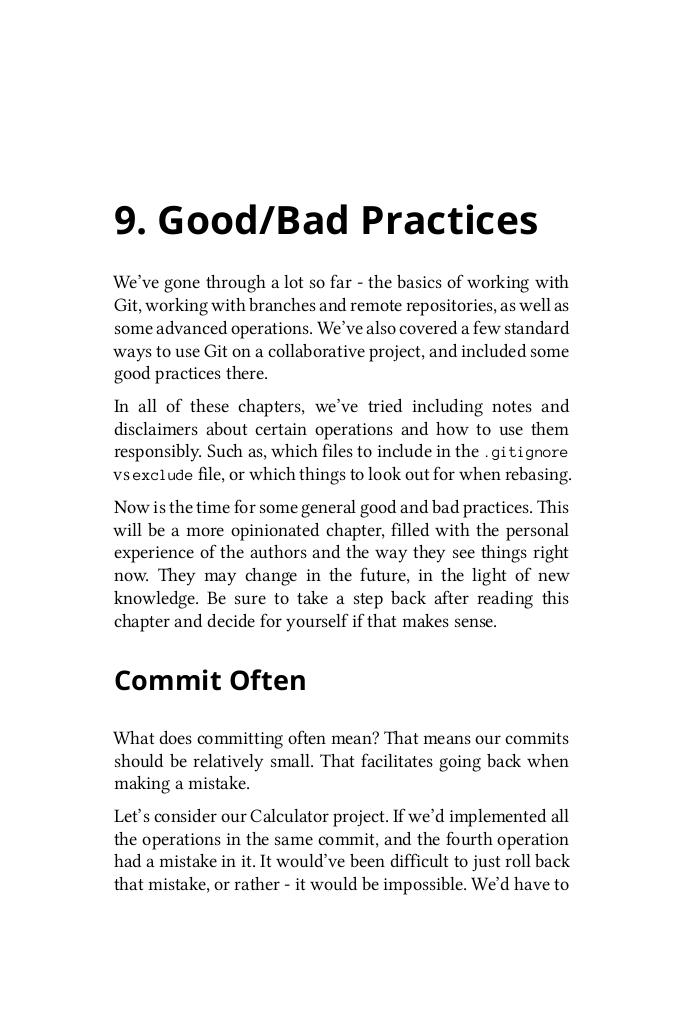 9. Good/Bad Practices
We've gone through a lot so far - the basics of working with
Git, working with branches and remote repositories, as well as
some advanced operations. We've also covered a few standard
ways to use Git on a collaborative project, and included some
good practices there.
In all of these chapters, we've tried including notes and
disclaimers about certain operations and how to use them
responsibly. Such as, which files to include in the .gitignore
vs exclude file, or which things to look out for when rebasing.
Now is the time for some general good and bad practices. This
will be a more opinionated chapter, filled with the personal
experience of the authors and the way they see things right
now. They may change in the future, in the light of new
knowledge. Be sure to take a step back after reading this
chapter and decide for yourself if that makes sense.
Commit Often
What does committing often mean? That means our commits
should be relatively small. That facilitates going back when
making a mistake.
Let's consider our Calculator project. If we'd implemented all
the operations in the same commit, and the fourth operation
had a mistake in it. It would've been difficult to just roll back
that mistake, or rather - it would be impossible. We'd have to